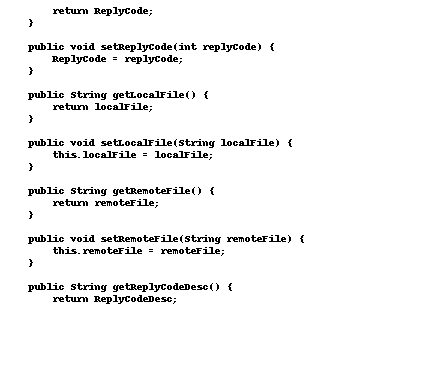 return ReplyCode;
}
public void setReplyCode(int replyCode) {
ReplyCode = replyCode;
}
public String getLocalFile() {
return localFile;
}
public void setLocalFile(String localFile) {
this.localFile = localFile;
}
public String getRemoteFile() {
return remoteFile;
}
public void setRemoteFile(String remoteFile) {
this.remoteFile = remoteFile;
}
public String getReplyCodeDesc() {
return ReplyCodeDesc;